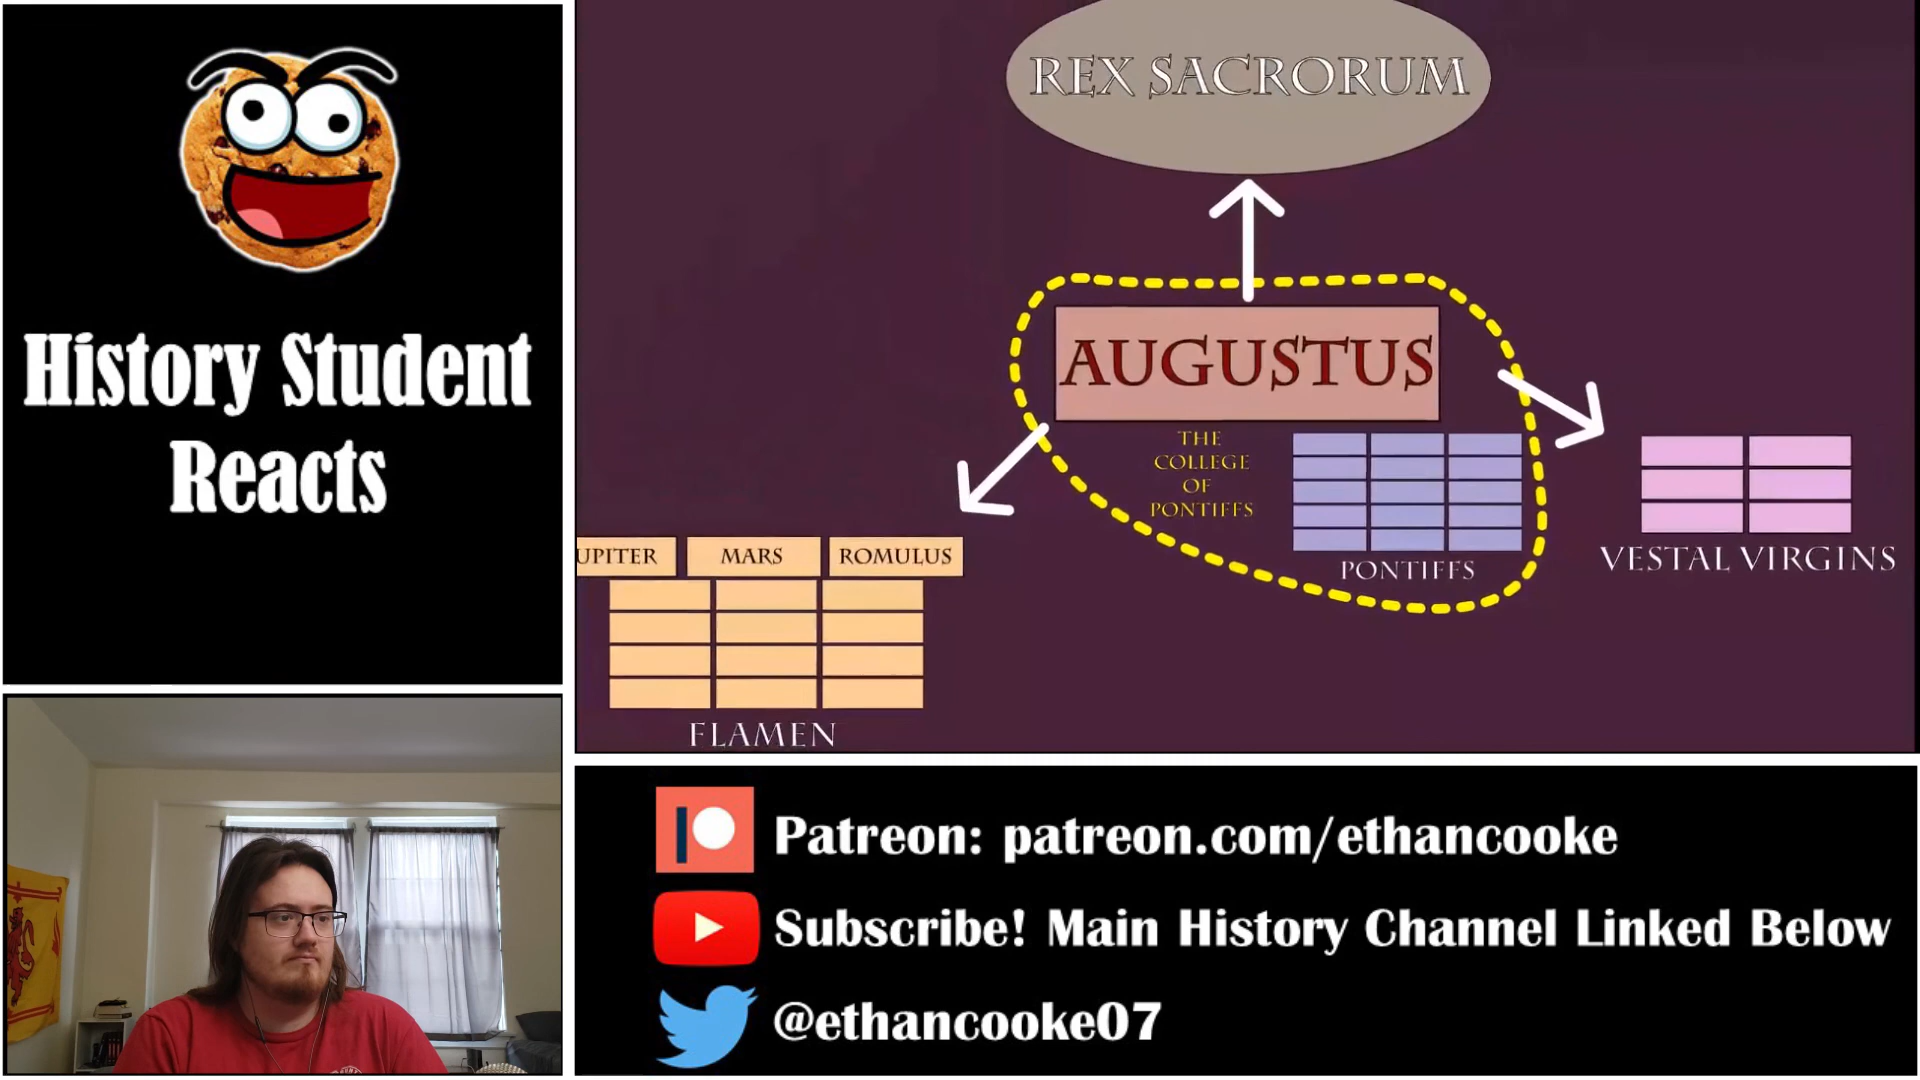 History Student
Reacts
REX SACRORUM
AUGUSTUS
THE
COLLEGE
OF
PONTIFFS
PONTIFFS
VESTAL VIRGINS
UPITER
MARS
ROMULUS
FLAMEN
Patreon: patreon.com/ethancooke
Subscribe! Main History Channel Linked Below
@ethancooke07